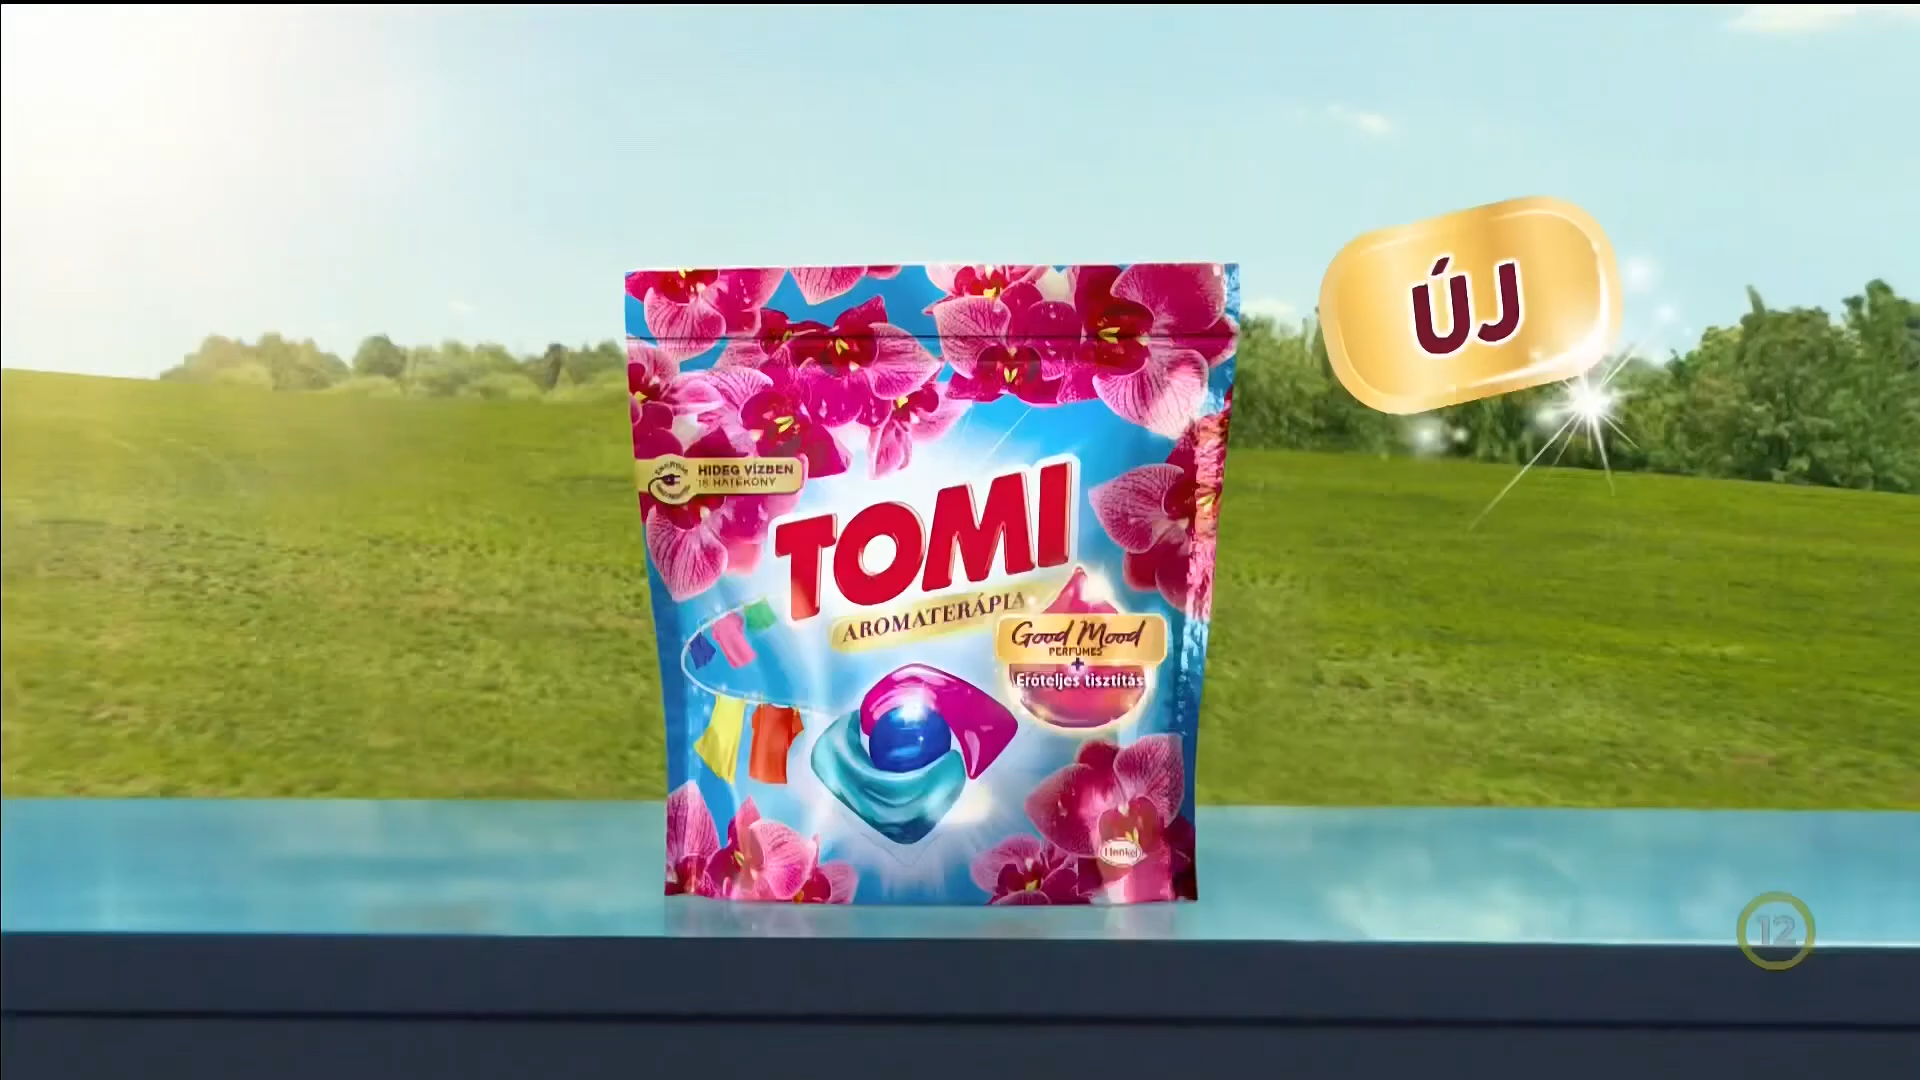 ÚJ
HIDEG VÍZBEN
IS HATÉKONY
TOMI
AROMATERÁPIA
Good Mood
PERFUMES
+
Erőteljes tisztítás
Henkel
12